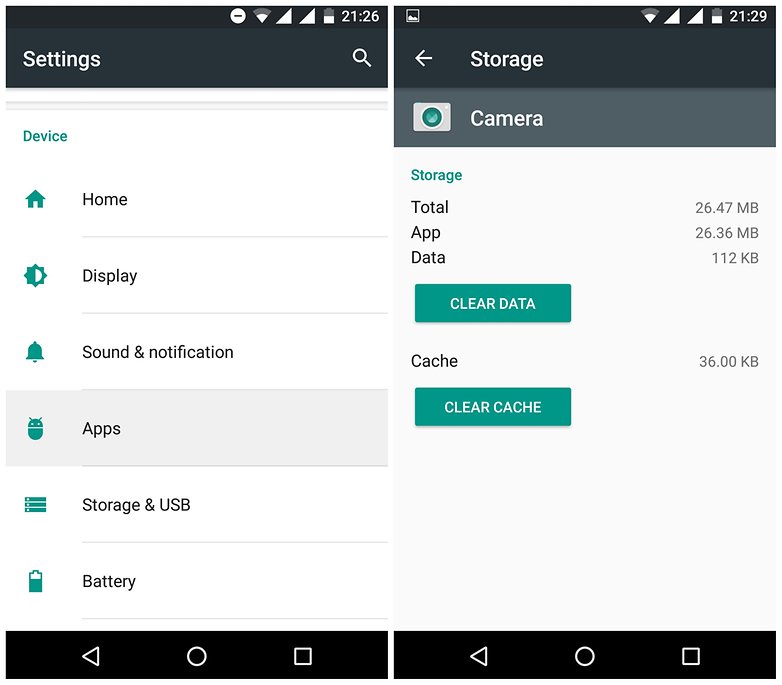 21:26
Settings
Device
Home
Display
Sound & notification
Apps
Storage & USB
Battery
21:29
Storage
Camera
Storage
Total 26.47 MB
App 26.36 MB
Data 112 KB
CLEAR DATA
Cache 36.00 KB
CLEAR CACHE